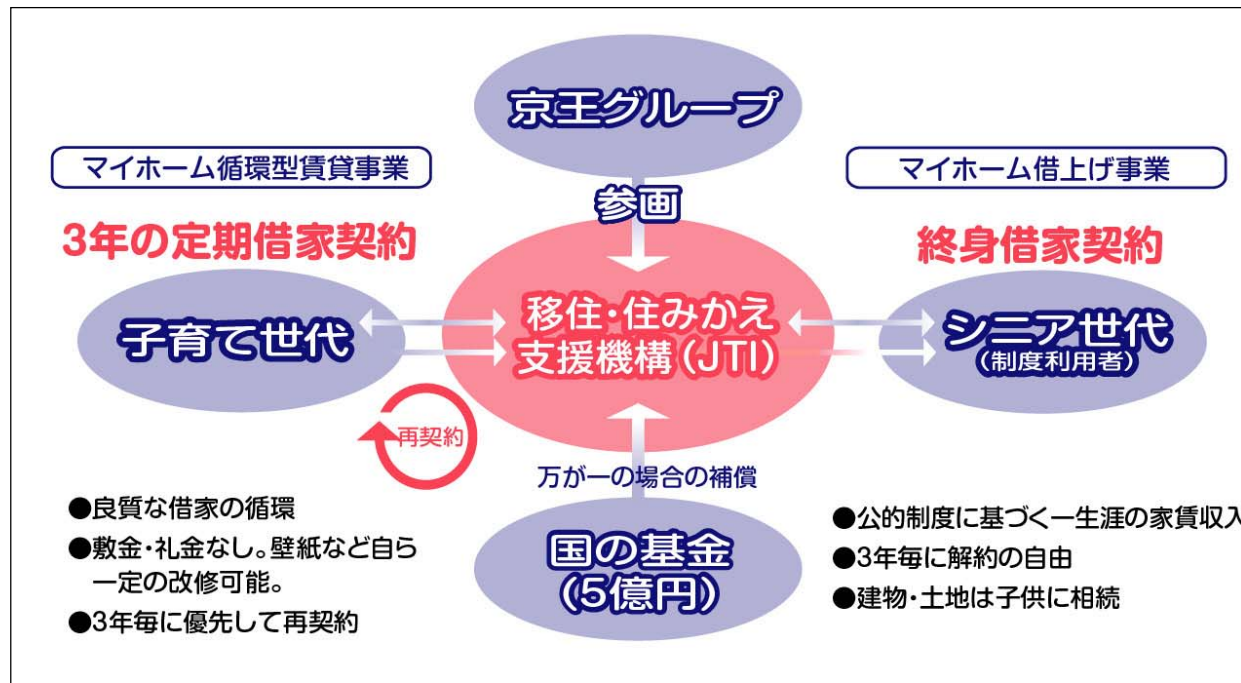 京王グループ
マイホーム循環型賃貸事業
マイホーム借上げ事業
参画
3年の定期借家契約
終身借家契約
子育て世代
移住・住みかえ
支援機構(JTI)
シニア世代
(制度利用者)
再契約
万が一の場合の補償
国の基金
(5億円)
●良質な借家の循環
●敷金・礼金なし。壁紙など自ら
一定の改修可能。
●3年毎に優先して再契約
●公的制度に基づく一生涯の家賃収入
●3年毎に解約の自由
●建物・土地は子供に相続